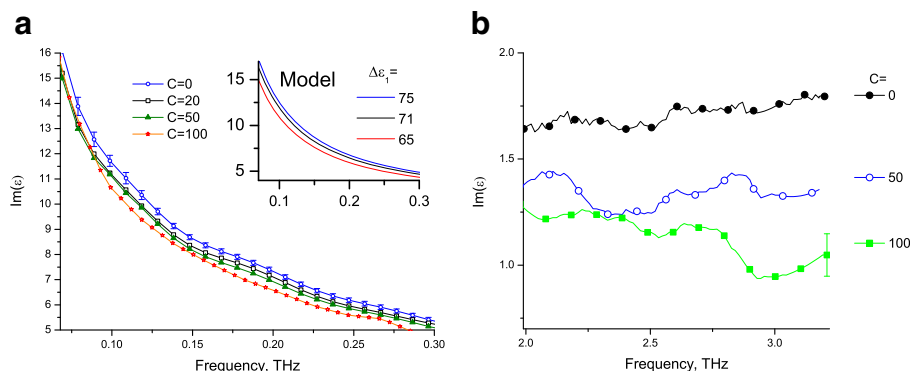 a
16
15
14
13
12
11
10
9
8
7
6
5
Im(ε)
0.10
0.15
0.20
0.25
0.30
Frequency, THz
C=0
C=20
C=50
C=100
Model
Δε₁=
75
71
65
15
10
5
0.1
0.2
0.3
b
2.0
1.5
1.0
Im(ε)
2.0
2.5
3.0
Frequency, THz
C=
0
50
100